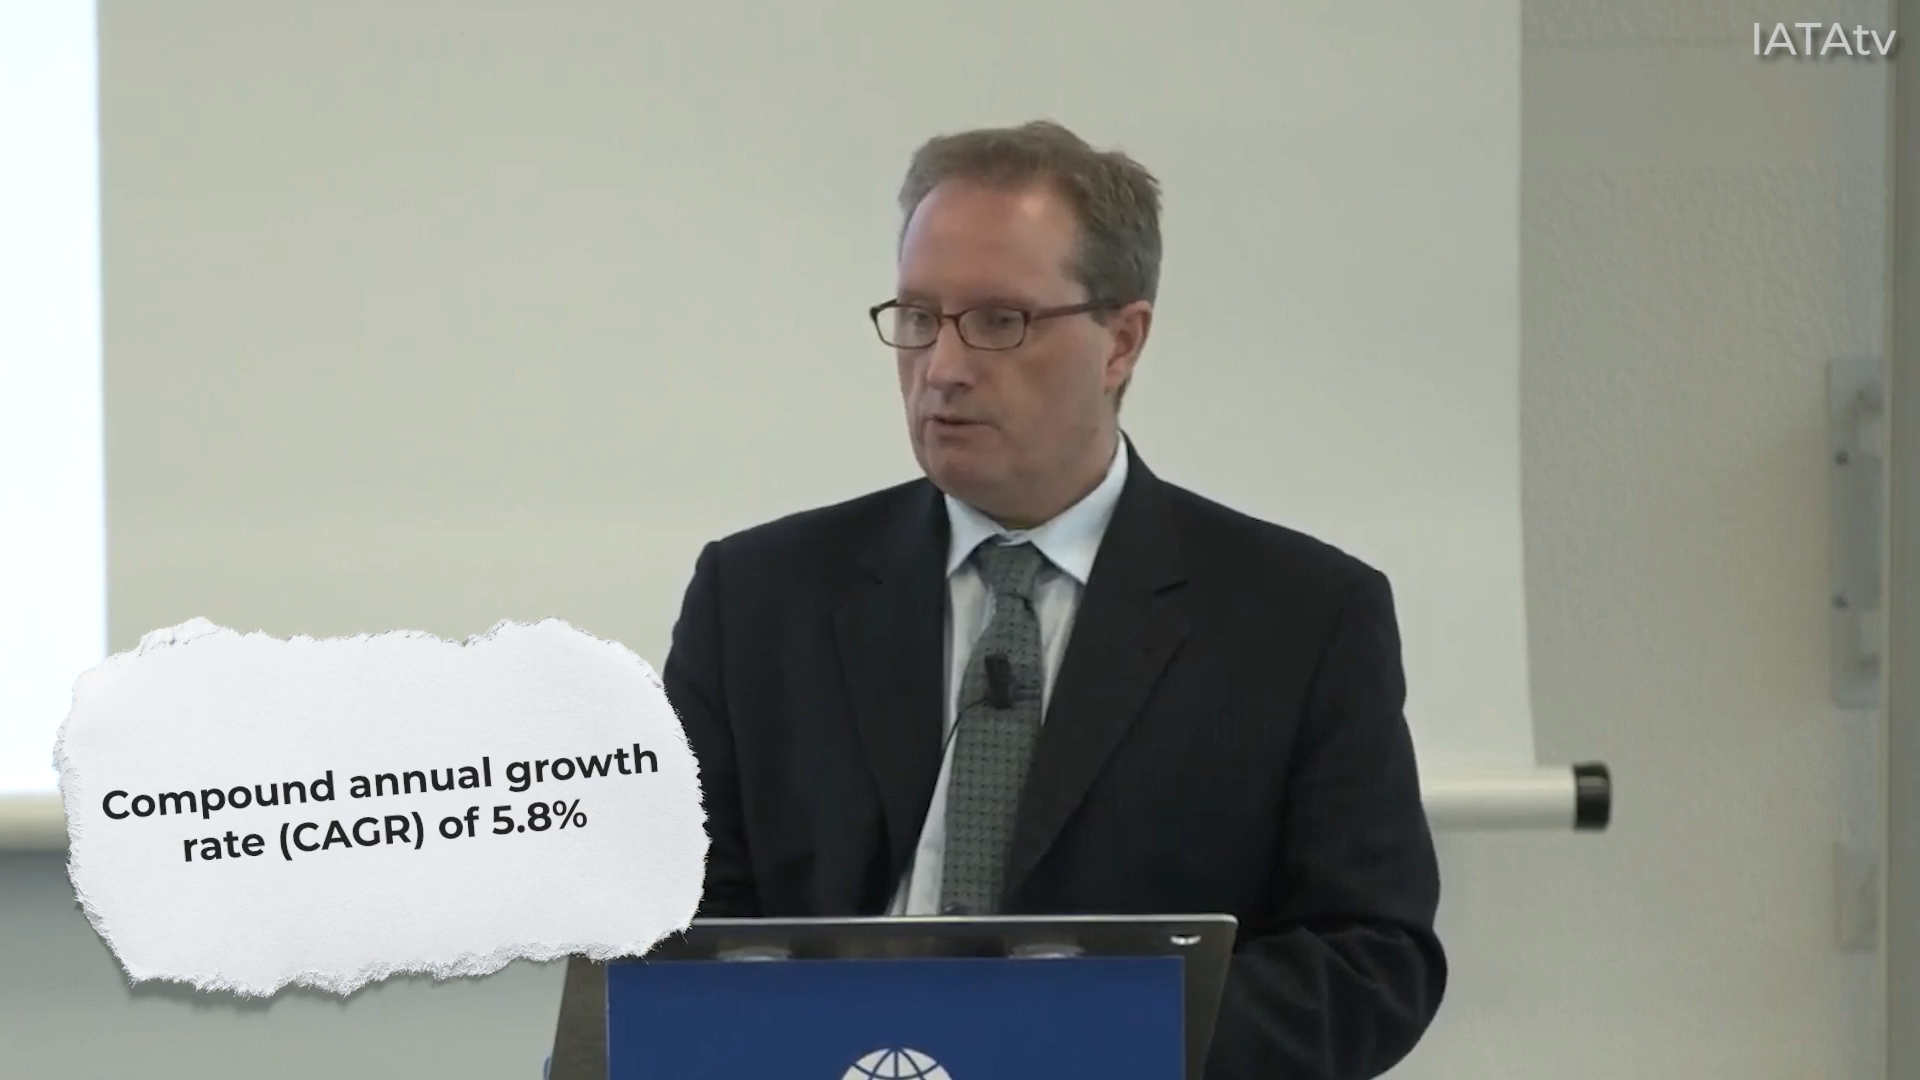 IATAtv
Compound annual growth
rate (CAGR) of 5.8%